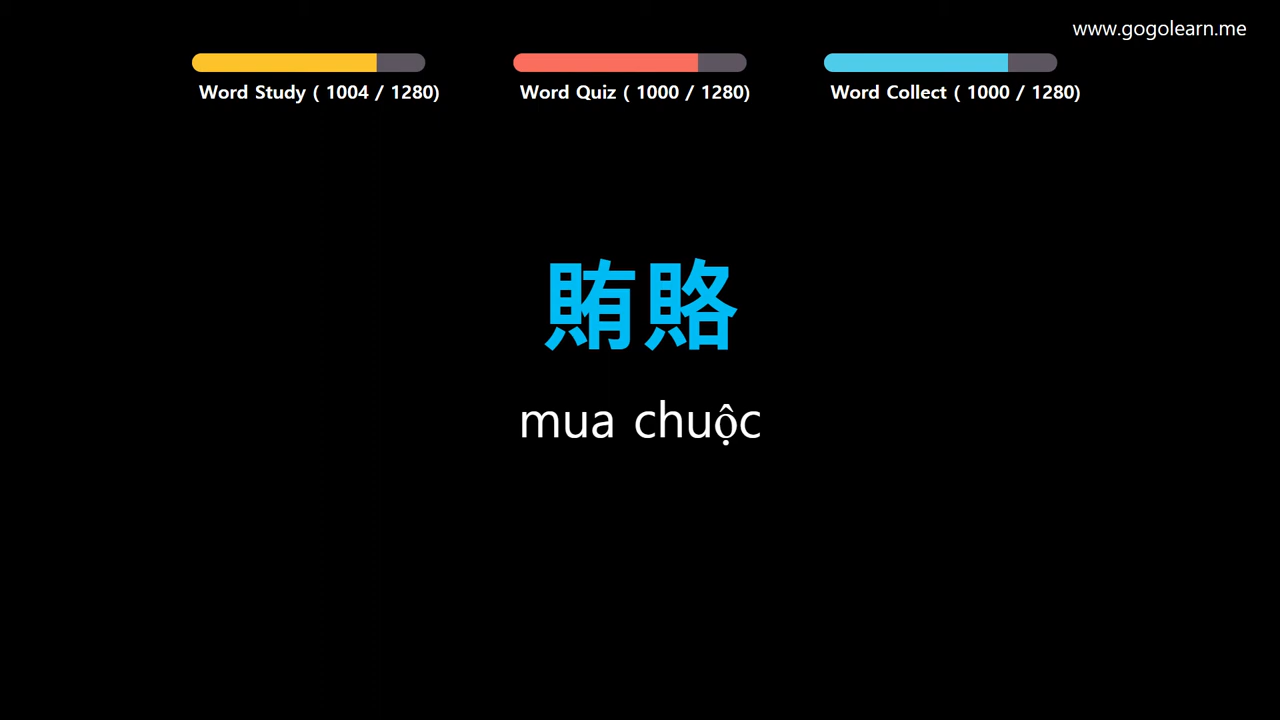 www.gogolearn.me
Word Study ( 1004 / 1280)
Word Quiz ( 1000 / 1280)
Word Collect ( 1000 / 1280)
賄賂
mua chuộc